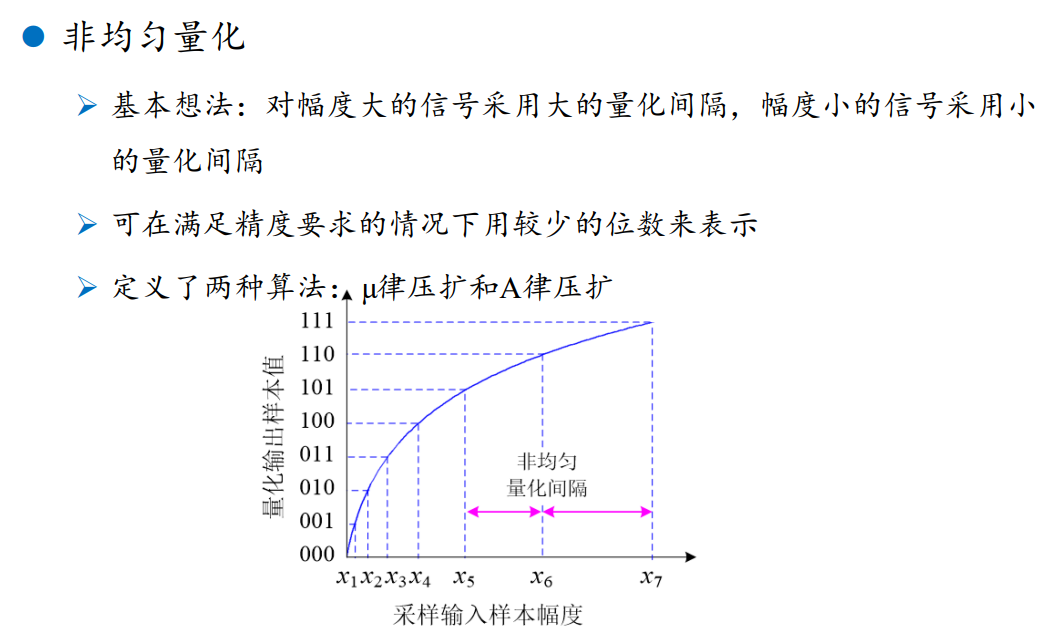 非均匀量化
基本想法：对幅度大的信号采用大的量化间隔，幅度小的信号采用小
的量化间隔
可在满足精度要求的情况下用较少的位数来表示
定义了两种算法：μ律压扩和A律压扩
量化输出样本值
111
110
101
100
011
010
001
000
非均匀
量化间隔
x₁ x₂ x₃ x₄ x₅ x₆ x₇
采样输入样本幅度